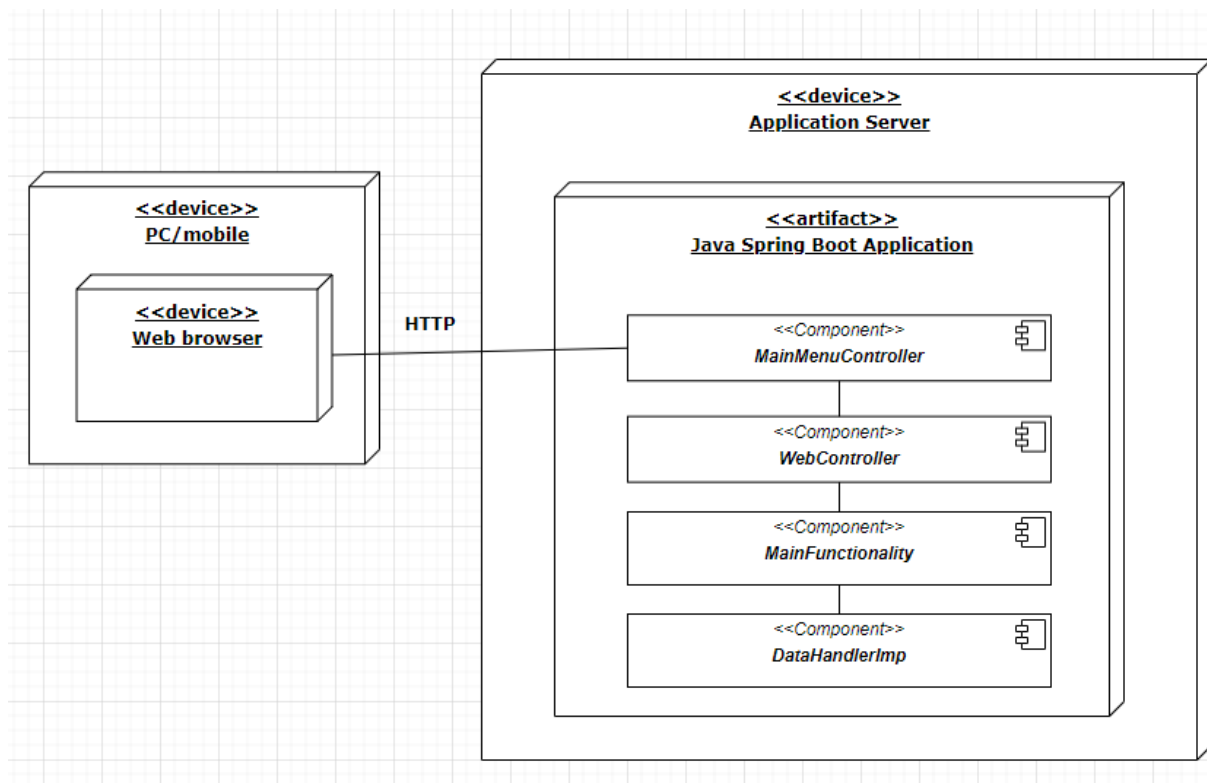 <<device>>
PC/mobile
<<device>>
Web browser
HTTP
<<device>>
Application Server
<<artifact>>
Java Spring Boot Application
<<Component>>
MainMenuController
<<Component>>
WebController
<<Component>>
MainFunctionality
<<Component>>
DataHandlerImp